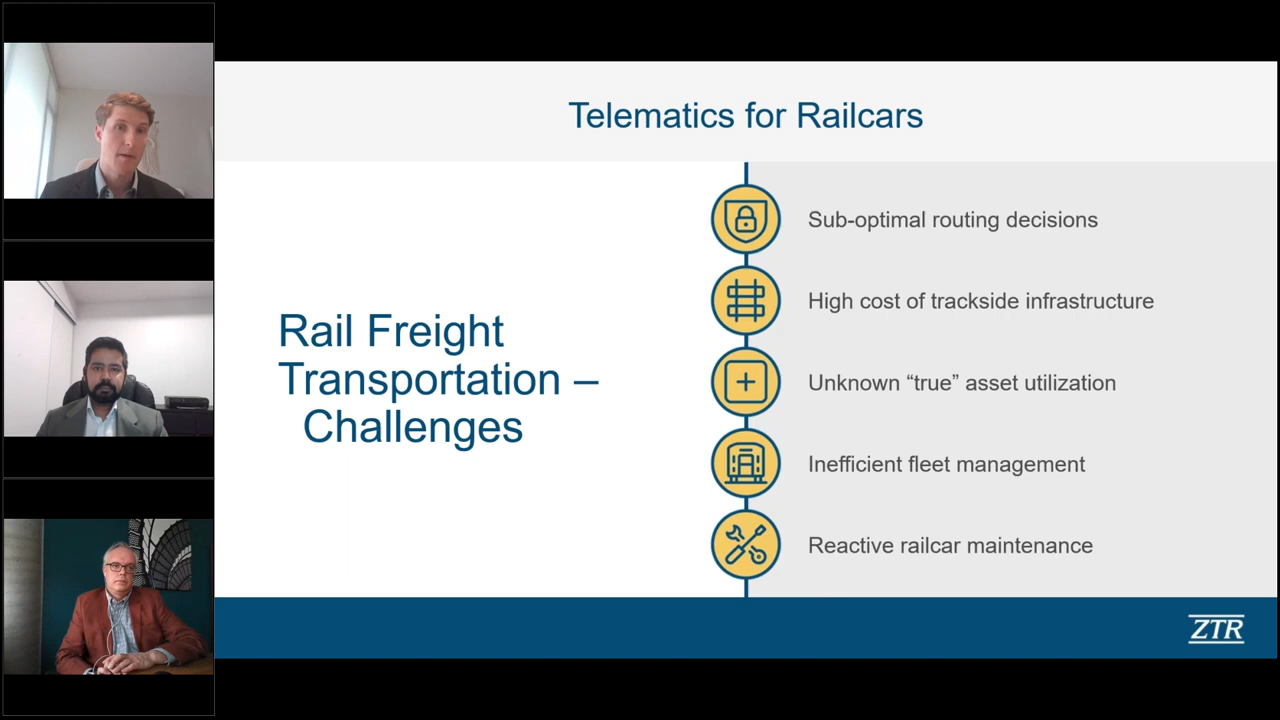 Telematics for Railcars
Rail Freight
Transportation –
Challenges
Sub-optimal routing decisions
High cost of trackside infrastructure
Unknown “true” asset utilization
Inefficient fleet management
Reactive railcar maintenance
ZTR